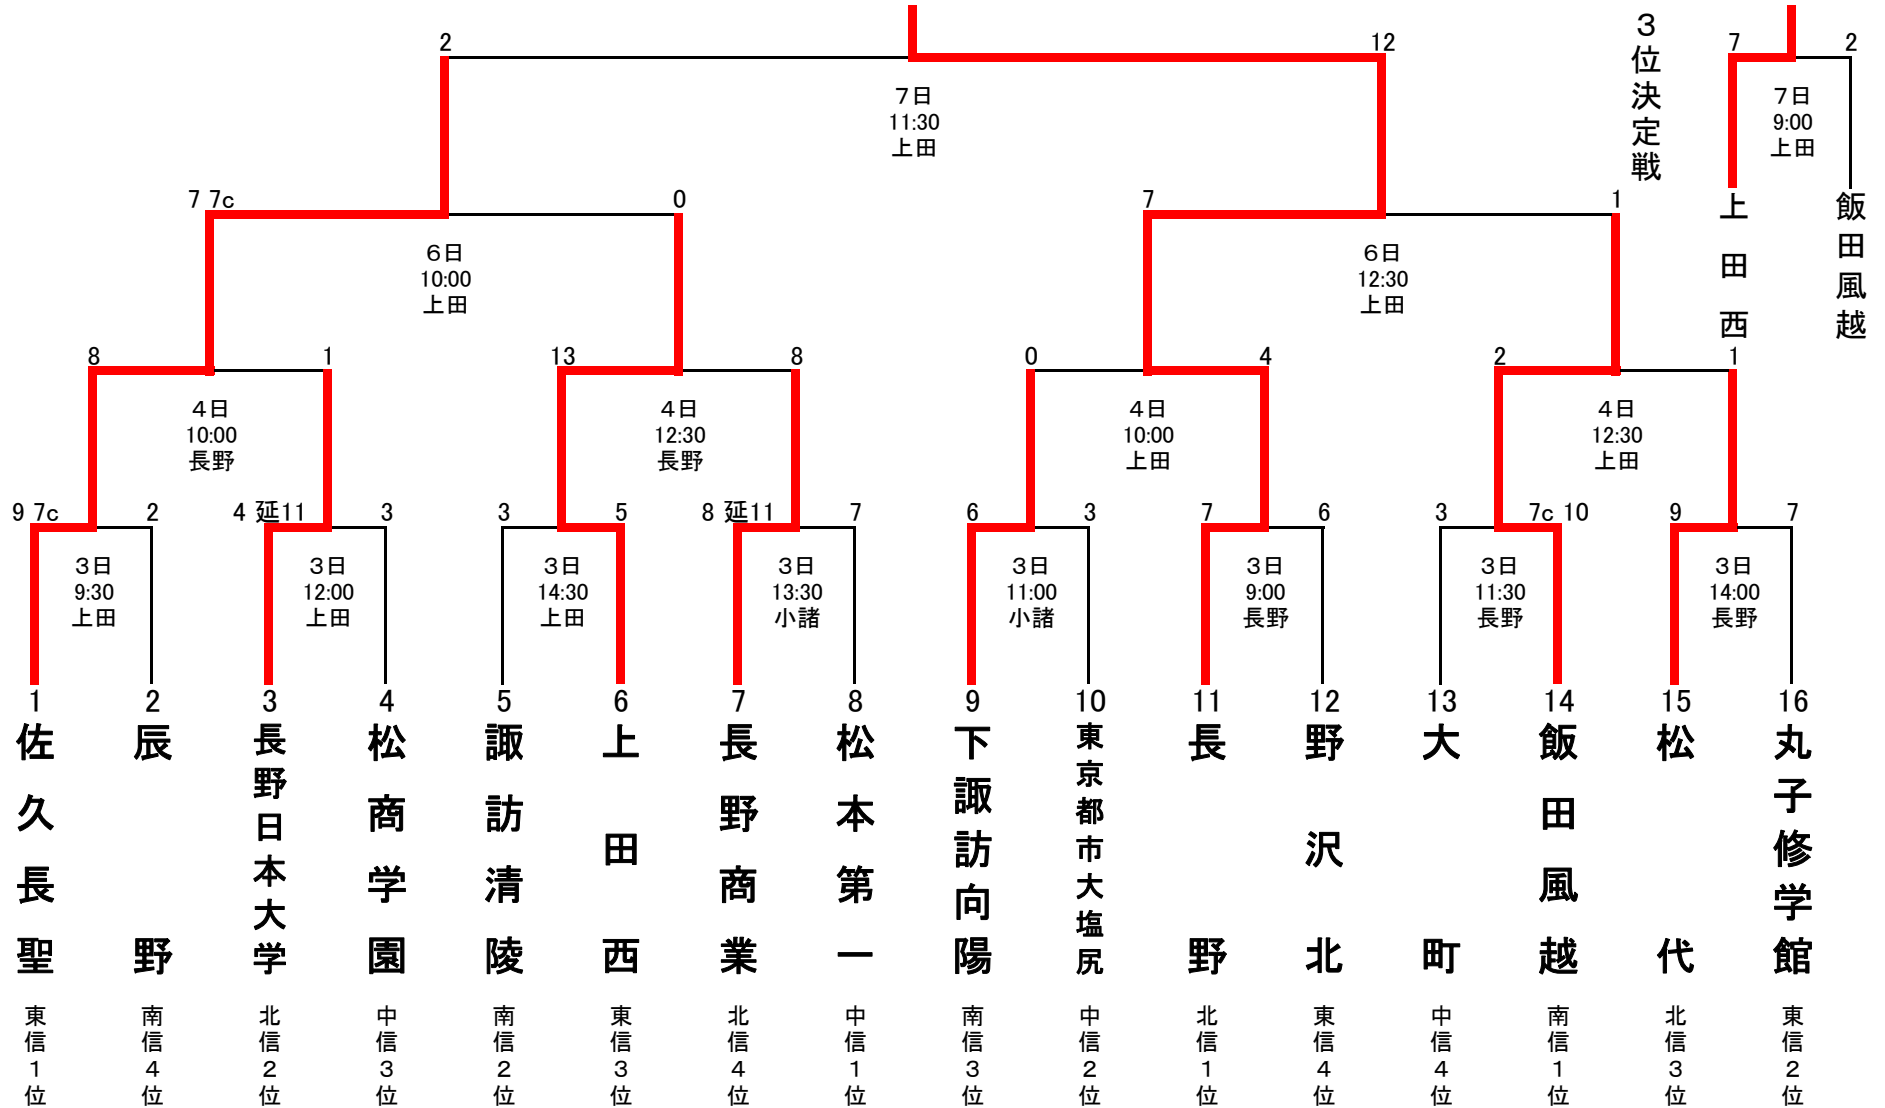 2
12
7日
11:30
上田
3位決定戦
7
2
7日
9:00
上田
上田西
飯田風越
7 7c
0
6日
10:00
上田
7
1
6日
12:30
上田
8
1
4日
10:00
長野
13
8
4日
12:30
長野
0
4
4日
10:00
上田
2
1
4日
12:30
上田
9 7c
2
3日
9:30
上田
4 延11
3
3日
12:00
上田
3
5
3日
14:30
上田
8 延11
7
3日
13:30
小諸
6
3
3日
11:00
小諸
7
6
3日
9:00
長野
3
7c 10
3日
11:30
長野
9
7
3日
14:00
長野
1
佐久長聖
東信1位
2
辰野
南信4位
3
長野日本大学
北信2位
4
松商学園
中信3位
5
諏訪清陵
南信2位
6
上田西
東信3位
7
長野商業
北信4位
8
松本第一
中信1位
9
下諏訪向陽
南信3位
10
東京都市大塩尻
中信2位
11
長野
北信1位
12
野沢北
東信4位
13
大町
中信4位
14
飯田風越
南信1位
15
松代
北信3位
16
丸子修学館
東信2位